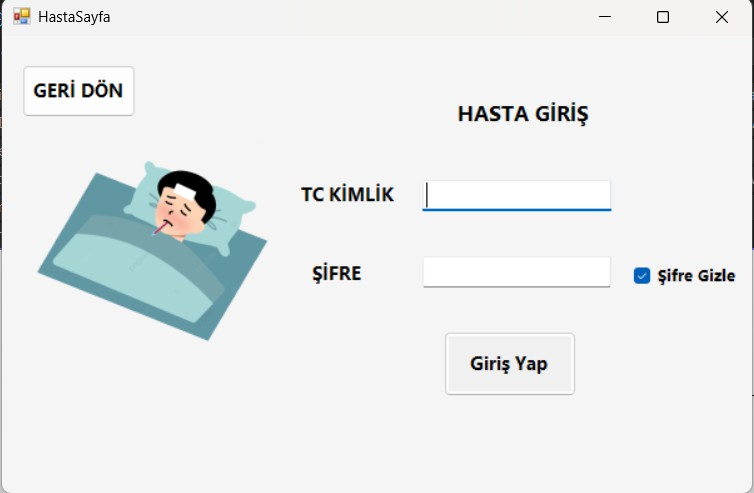 HastaSayfa
GERİ DÖN
HASTA GİRİŞ
TC KİMLİK
ŞİFRE
Şifre Gizle
Giriş Yap